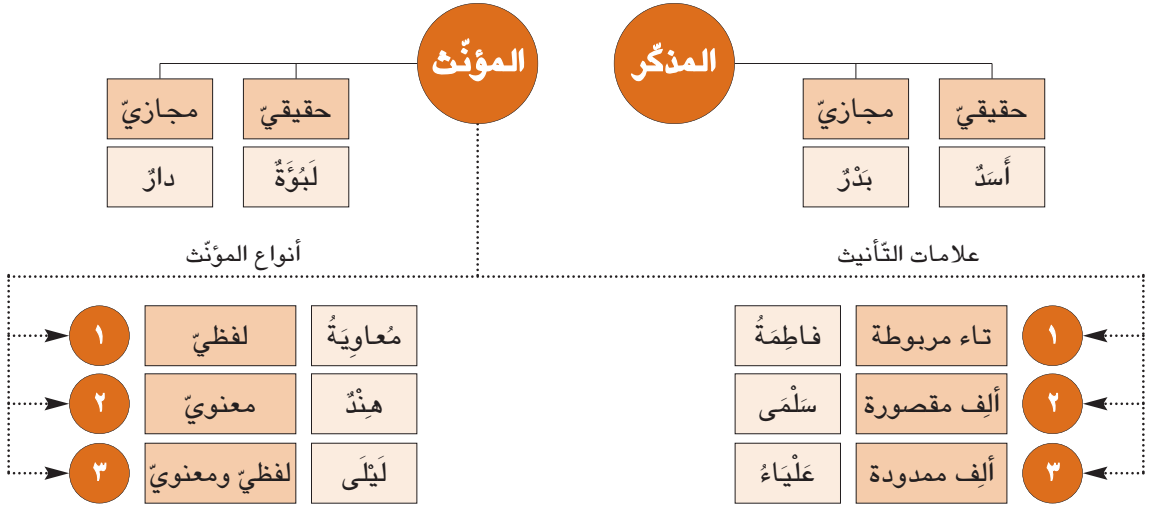 المذكّر
المؤنّث
حقيقيّ
مجازيّ
أَسَدٌ
بَدْرٌ
حقيقيّ
مجازيّ
لَبُؤَةٌ
دارٌ
علامات التّأنيث
١
تاء مربوطة
فاطِمَةُ
٢
ألِف مقصورة
سَلْمَى
٣
ألِف ممدودة
عَلْيَاءُ
أنواع المؤنّث
مُعاوِيَةُ
لفظيّ
١
هِنْدٌ
معنويّ
٢
لَيْلَى
لفظيّ ومعنويّ
٣